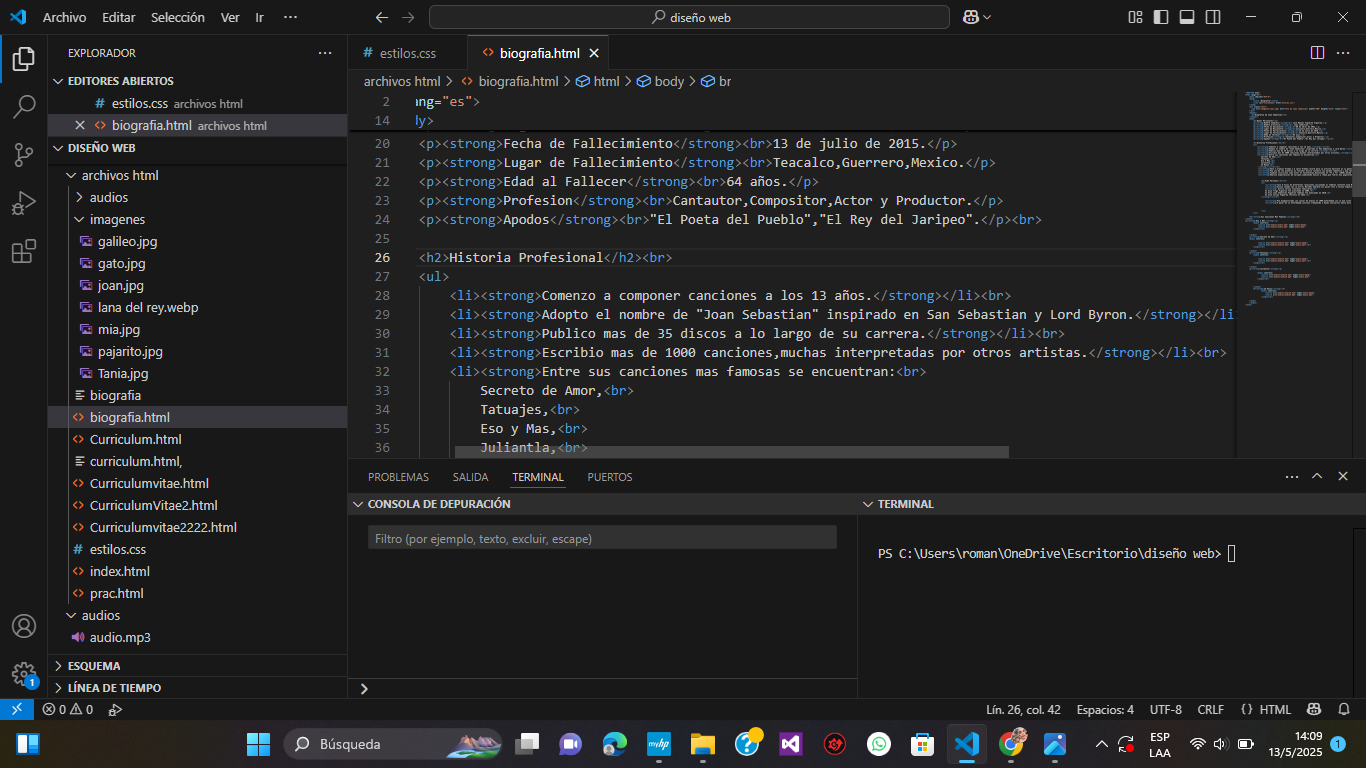 Archivo Editar Selección Ver Ir ··· diseño web
EXPLORADOR ···
EDITORES ABIERTOS
# estilos.css archivos html
biografia.html archivos html
DISEÑO WEB
archivos html
audios
imagenes
galileo.jpg
gato.jpg
joan.jpg
lana del rey.webp
mia.jpg
pajarito.jpg
Tania.jpg
biografia
biografia.html
Curriculum.html
curriculum.html,
Curriculumvitae.html
CurriculumVitae2.html
Curriculumvitae2222.html
# estilos.css
index.html
prac.html
audios
audio.mp3
ESQUEMA
LÍNEA DE TIEMPO
# estilos.css biografia.html
archivos html > biografia.html > html > body > br
2 ang="es">
14 ly>
20 <p><strong>Fecha de Fallecimiento</strong><br>13 de julio de 2015.</p>
21 <p><strong>Lugar de Fallecimiento</strong><br>Teacalco,Guerrero,Mexico.</p>
22 <p><strong>Edad al Fallecer</strong><br>64 años.</p>
23 <p><strong>Profesion</strong><br>Cantautor,Compositor,Actor y Productor.</p>
24 <p><strong>Apodos</strong><br>"El Poeta del Pueblo","El Rey del Jaripeo".</p><br>
25
26 <h2>Historia Profesional</h2><br>
27 <ul>
28 <li><strong>Comenzo a componer canciones a los 13 años.</strong></li><br>
29 <li><strong>Adopto el nombre de "Joan Sebastian" inspirado en San Sebastian y Lord Byron.</strong></li
30 <li><strong>Publico mas de 35 discos a lo largo de su carrera.</strong></li><br>
31 <li><strong>Escribio mas de 1000 canciones,muchas interpretadas por otros artistas.</strong></li><br>
32 <li><strong>Entre sus canciones mas famosas se encuentran:<br>
33 Secreto de Amor,<br>
34 Tatuajes,<br>
35 Eso y Mas,<br>
36 Juliantla,<br>
PROBLEMAS SALIDA TERMINAL PUERTOS
CONSOLA DE DEPURACIÓN
Filtro (por ejemplo, texto, excluir, escape)
TERMINAL
PS C:\Users\roman\OneDrive\Escritorio\diseño web>
1
0 0 Lín. 26, col. 42 Espacios: 4 UTF-8 CRLF {} HTML
Búsqueda
myhp
ESP
LAA
14:09
13/5/2025
1